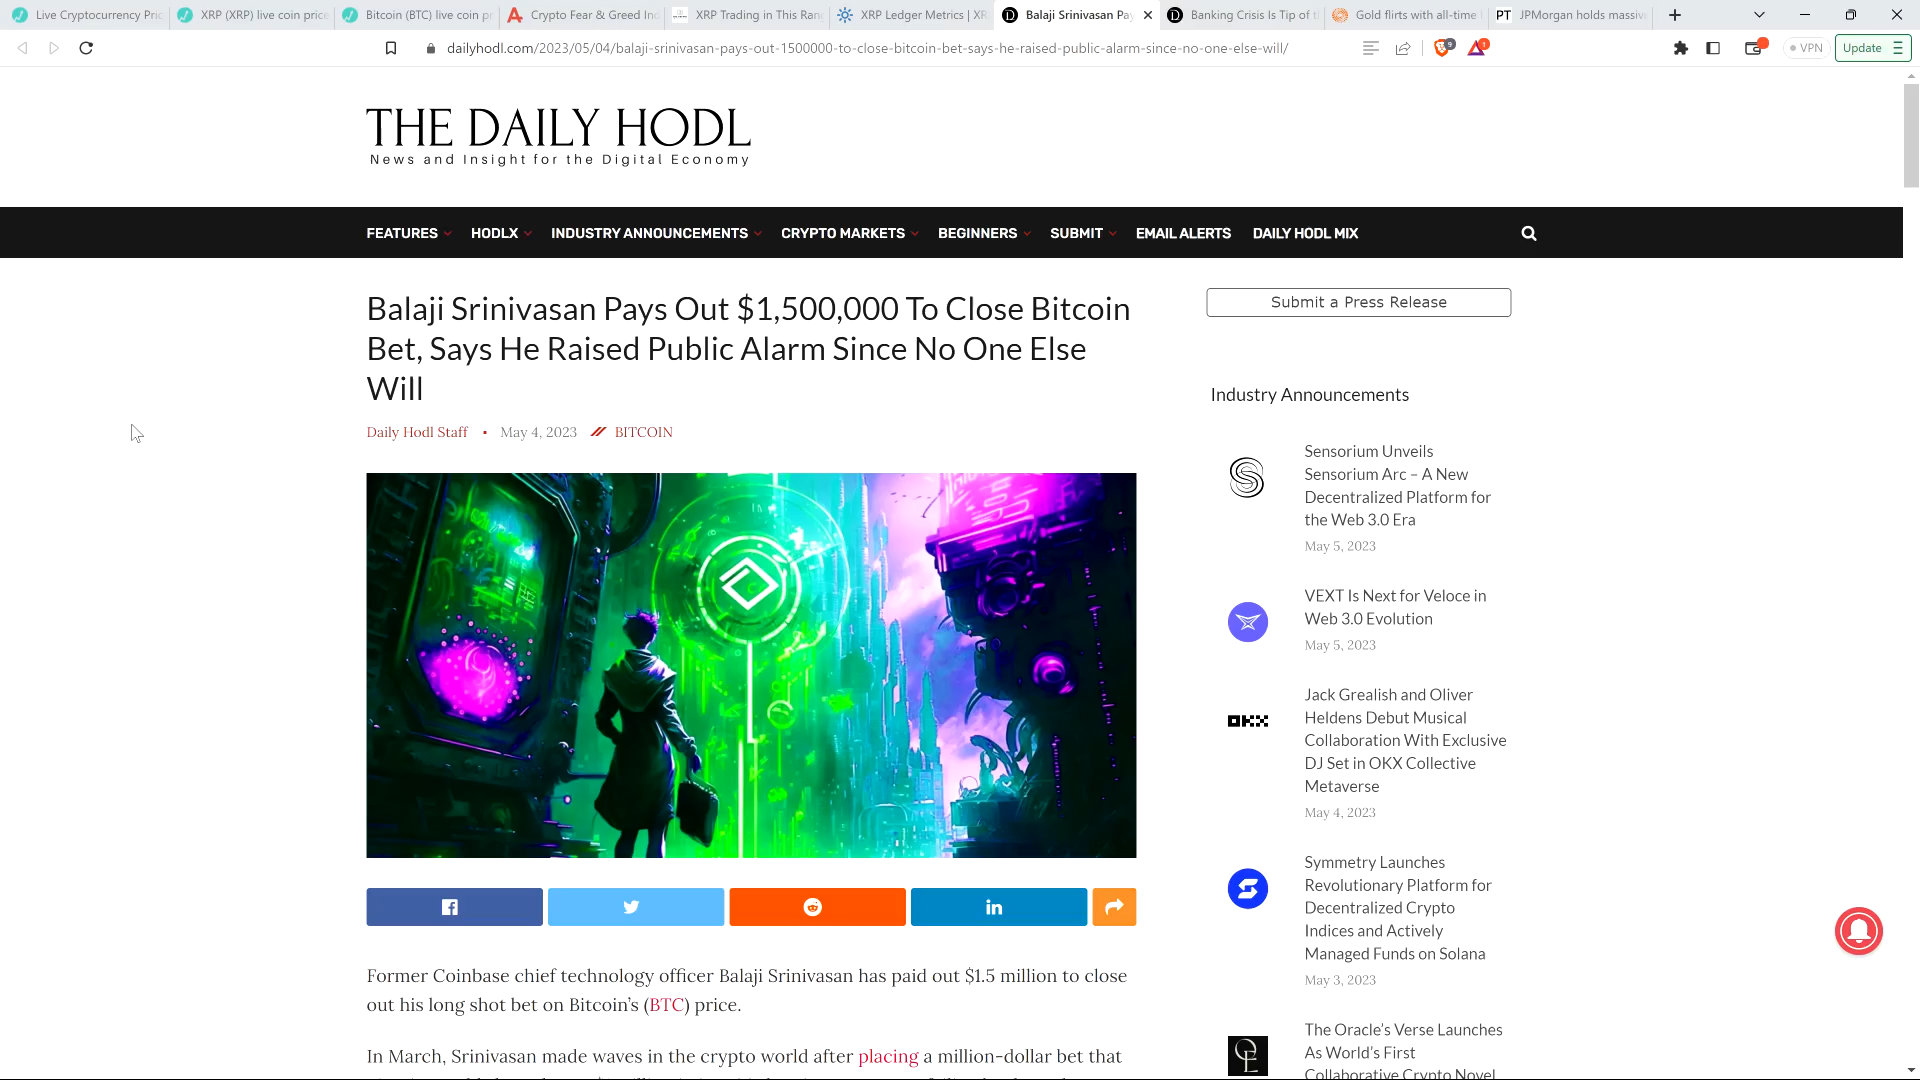 Live Cryptocurrency Pric
XRP (XRP) live coin price
Bitcoin (BTC) live coin pr
Crypto Fear & Greed Ind
XRP Trading in This Ran
XRP Ledger Metrics | XR
Balaji Srinivasan Pay
Banking Crisis Is Tip of t
Gold flirts with all-time
PT JPMorgan holds massiv
dailyhodl.com/2023/05/04/balaji-srinivasan-pays-out-1500000-to-close-bitcoin-bet-says-he-raised-public-alarm-since-no-one-else-will/
9
1
VPN
Update
THE DAILY HODL
News and Insight for the Digital Economy
FEATURES HODLX INDUSTRY ANNOUNCEMENTS CRYPTO MARKETS BEGINNERS SUBMIT EMAIL ALERTS DAILY HODL MIX
Balaji Srinivasan Pays Out $1,500,000 To Close Bitcoin
Bet, Says He Raised Public Alarm Since No One Else
Will
Daily Hodl Staff • May 4, 2023 BITCOIN
Former Coinbase chief technology officer Balaji Srinivasan has paid out $1.5 million to close
out his long shot bet on Bitcoin's (BTC) price.
In March, Srinivasan made waves in the crypto world after placing a million-dollar bet that
Submit a Press Release
Industry Announcements
Sensorium Unveils
Sensorium Arc – A New
Decentralized Platform for
the Web 3.0 Era
May 5, 2023
VEXT Is Next for Veloce in
Web 3.0 Evolution
May 5, 2023
OKX
Jack Grealish and Oliver
Heldens Debut Musical
Collaboration With Exclusive
DJ Set in OKX Collective
Metaverse
May 4, 2023
Symmetry Launches
Revolutionary Platform for
Decentralized Crypto
Indices and Actively
Managed Funds on Solana
May 3, 2023
The Oracle's Verse Launches
As World's First
Collaborative Crypto Novel